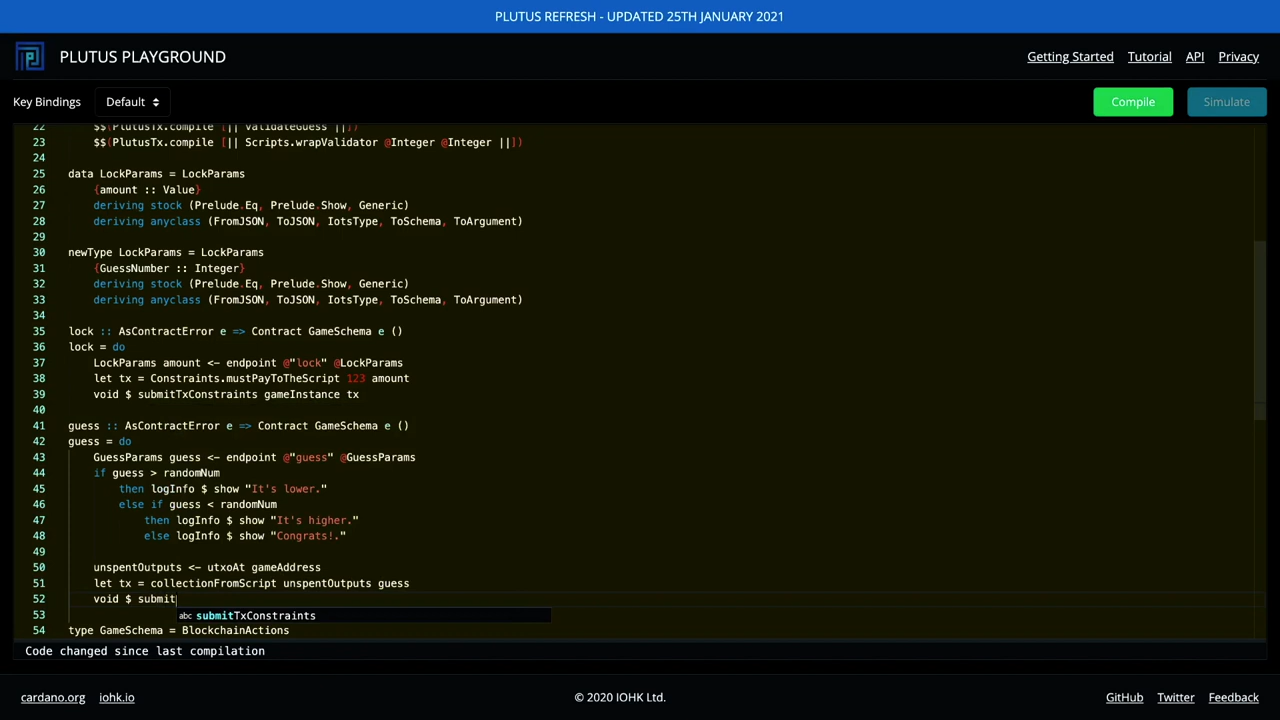 PLUTUS REFRESH - UPDATED 25TH JANUARY 2021
PLUTUS PLAYGROUND
Getting Started Tutorial API Privacy
Key Bindings Default Compile Simulate
22 $$(PlutusTx.compile [|| validateGuess ||])
23 $$(PlutusTx.compile [|| Scripts.wrapValidator @Integer @Integer ||])
24
25 data LockParams = LockParams
26 {amount :: Value}
27 deriving stock (Prelude.Eq, Prelude.Show, Generic)
28 deriving anyclass (FromJSON, ToJSON, IotsType, ToSchema, ToArgument)
29
30 newType LockParams = LockParams
31 {GuessNumber :: Integer}
32 deriving stock (Prelude.Eq, Prelude.Show, Generic)
33 deriving anyclass (FromJSON, ToJSON, IotsType, ToSchema, ToArgument)
34
35 lock :: AsContractError e => Contract GameSchema e ()
36 lock = do
37 LockParams amount <- endpoint @"lock" @LockParams
38 let tx = Constraints.mustPayToTheScript 123 amount
39 void $ submitTxConstraints gameInstance tx
40
41 guess :: AsContractError e => Contract GameSchema e ()
42 guess = do
43 GuessParams guess <- endpoint @"guess" @GuessParams
44 if guess > randomNum
45 then logInfo $ show "It's lower."
46 else if guess < randomNum
47 then logInfo $ show "It's higher."
48 else logInfo $ show "Congrats!."
49
50 unspentOutputs <- utxoAt gameAddress
51 let tx = collectionFromScript unspentOutputs guess
52 void $ submit
53 abc submitTxConstraints
54 type GameSchema = BlockchainActions
Code changed since last compilation
cardano.org iohk.io © 2020 IOHK Ltd. GitHub Twitter Feedback